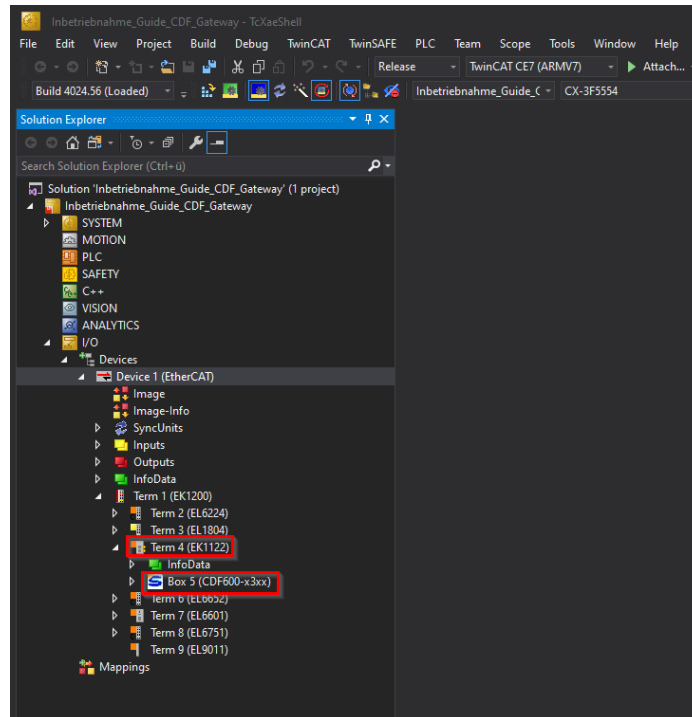 Inbetriebnahme_Guide_CDF_Gateway - TcXaeShell
File Edit View Project Build Debug TwinCAT TwinSAFE PLC Team Scope Tools Window Help
Release TwinCAT CE7 (ARMV7) Attach...
Build 4024.56 (Loaded) Inbetriebnahme_Guide_C CX-3F5554
Solution Explorer
Search Solution Explorer (Ctrl+ü)
Solution 'Inbetriebnahme_Guide_CDF_Gateway' (1 project)
Inbetriebnahme_Guide_CDF_Gateway
SYSTEM
MOTION
PLC
SAFETY
C++
VISION
ANALYTICS
I/O
Devices
Device 1 (EtherCAT)
Image
Image-Info
SyncUnits
Inputs
Outputs
InfoData
Term 1 (EK1200)
Term 2 (EL6224)
Term 3 (EL1804)
Term 4 (EK1122)
InfoData
Box 5 (CDF600-x3xx)
Term 6 (EL6652)
Term 7 (EL6601)
Term 8 (EL6751)
Term 9 (EL9011)
Mappings